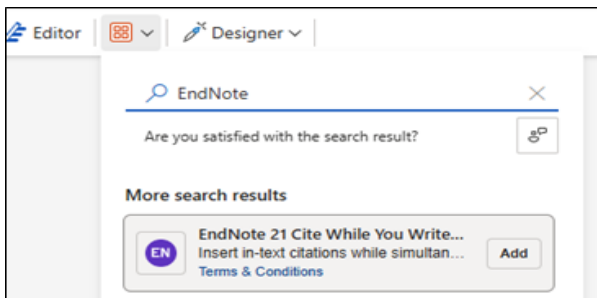 Editor Designer
EndNote
Are you satisfied with the search result?
More search results
EndNote 21 Cite While You Write...
EN Insert in-text citations while simultan... Add
Terms & Conditions